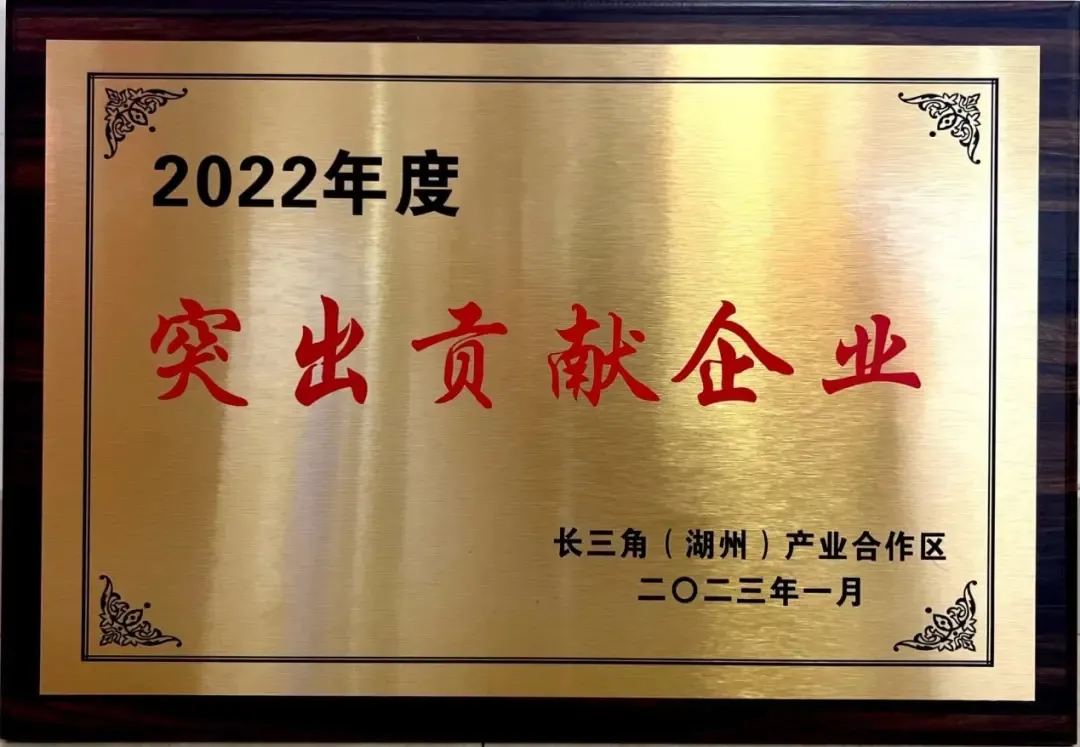 2022年度
突出贡献企业
长三角（湖州）产业合作区
二〇二三年一月